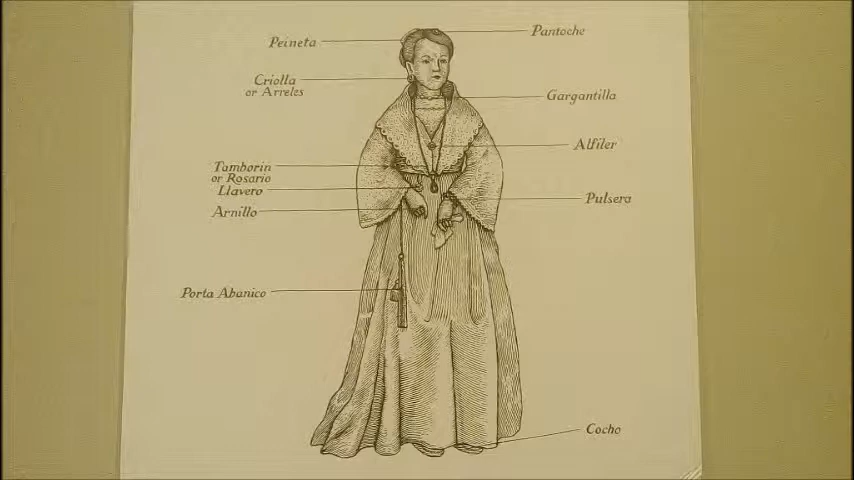 Peineta
Pantoche
Criolla
or Arreles
Gargantilla
Alfiler
Tamborin
or Rosario
Llavero
Pulsera
Arnillo
Porta Abanico
Cocho